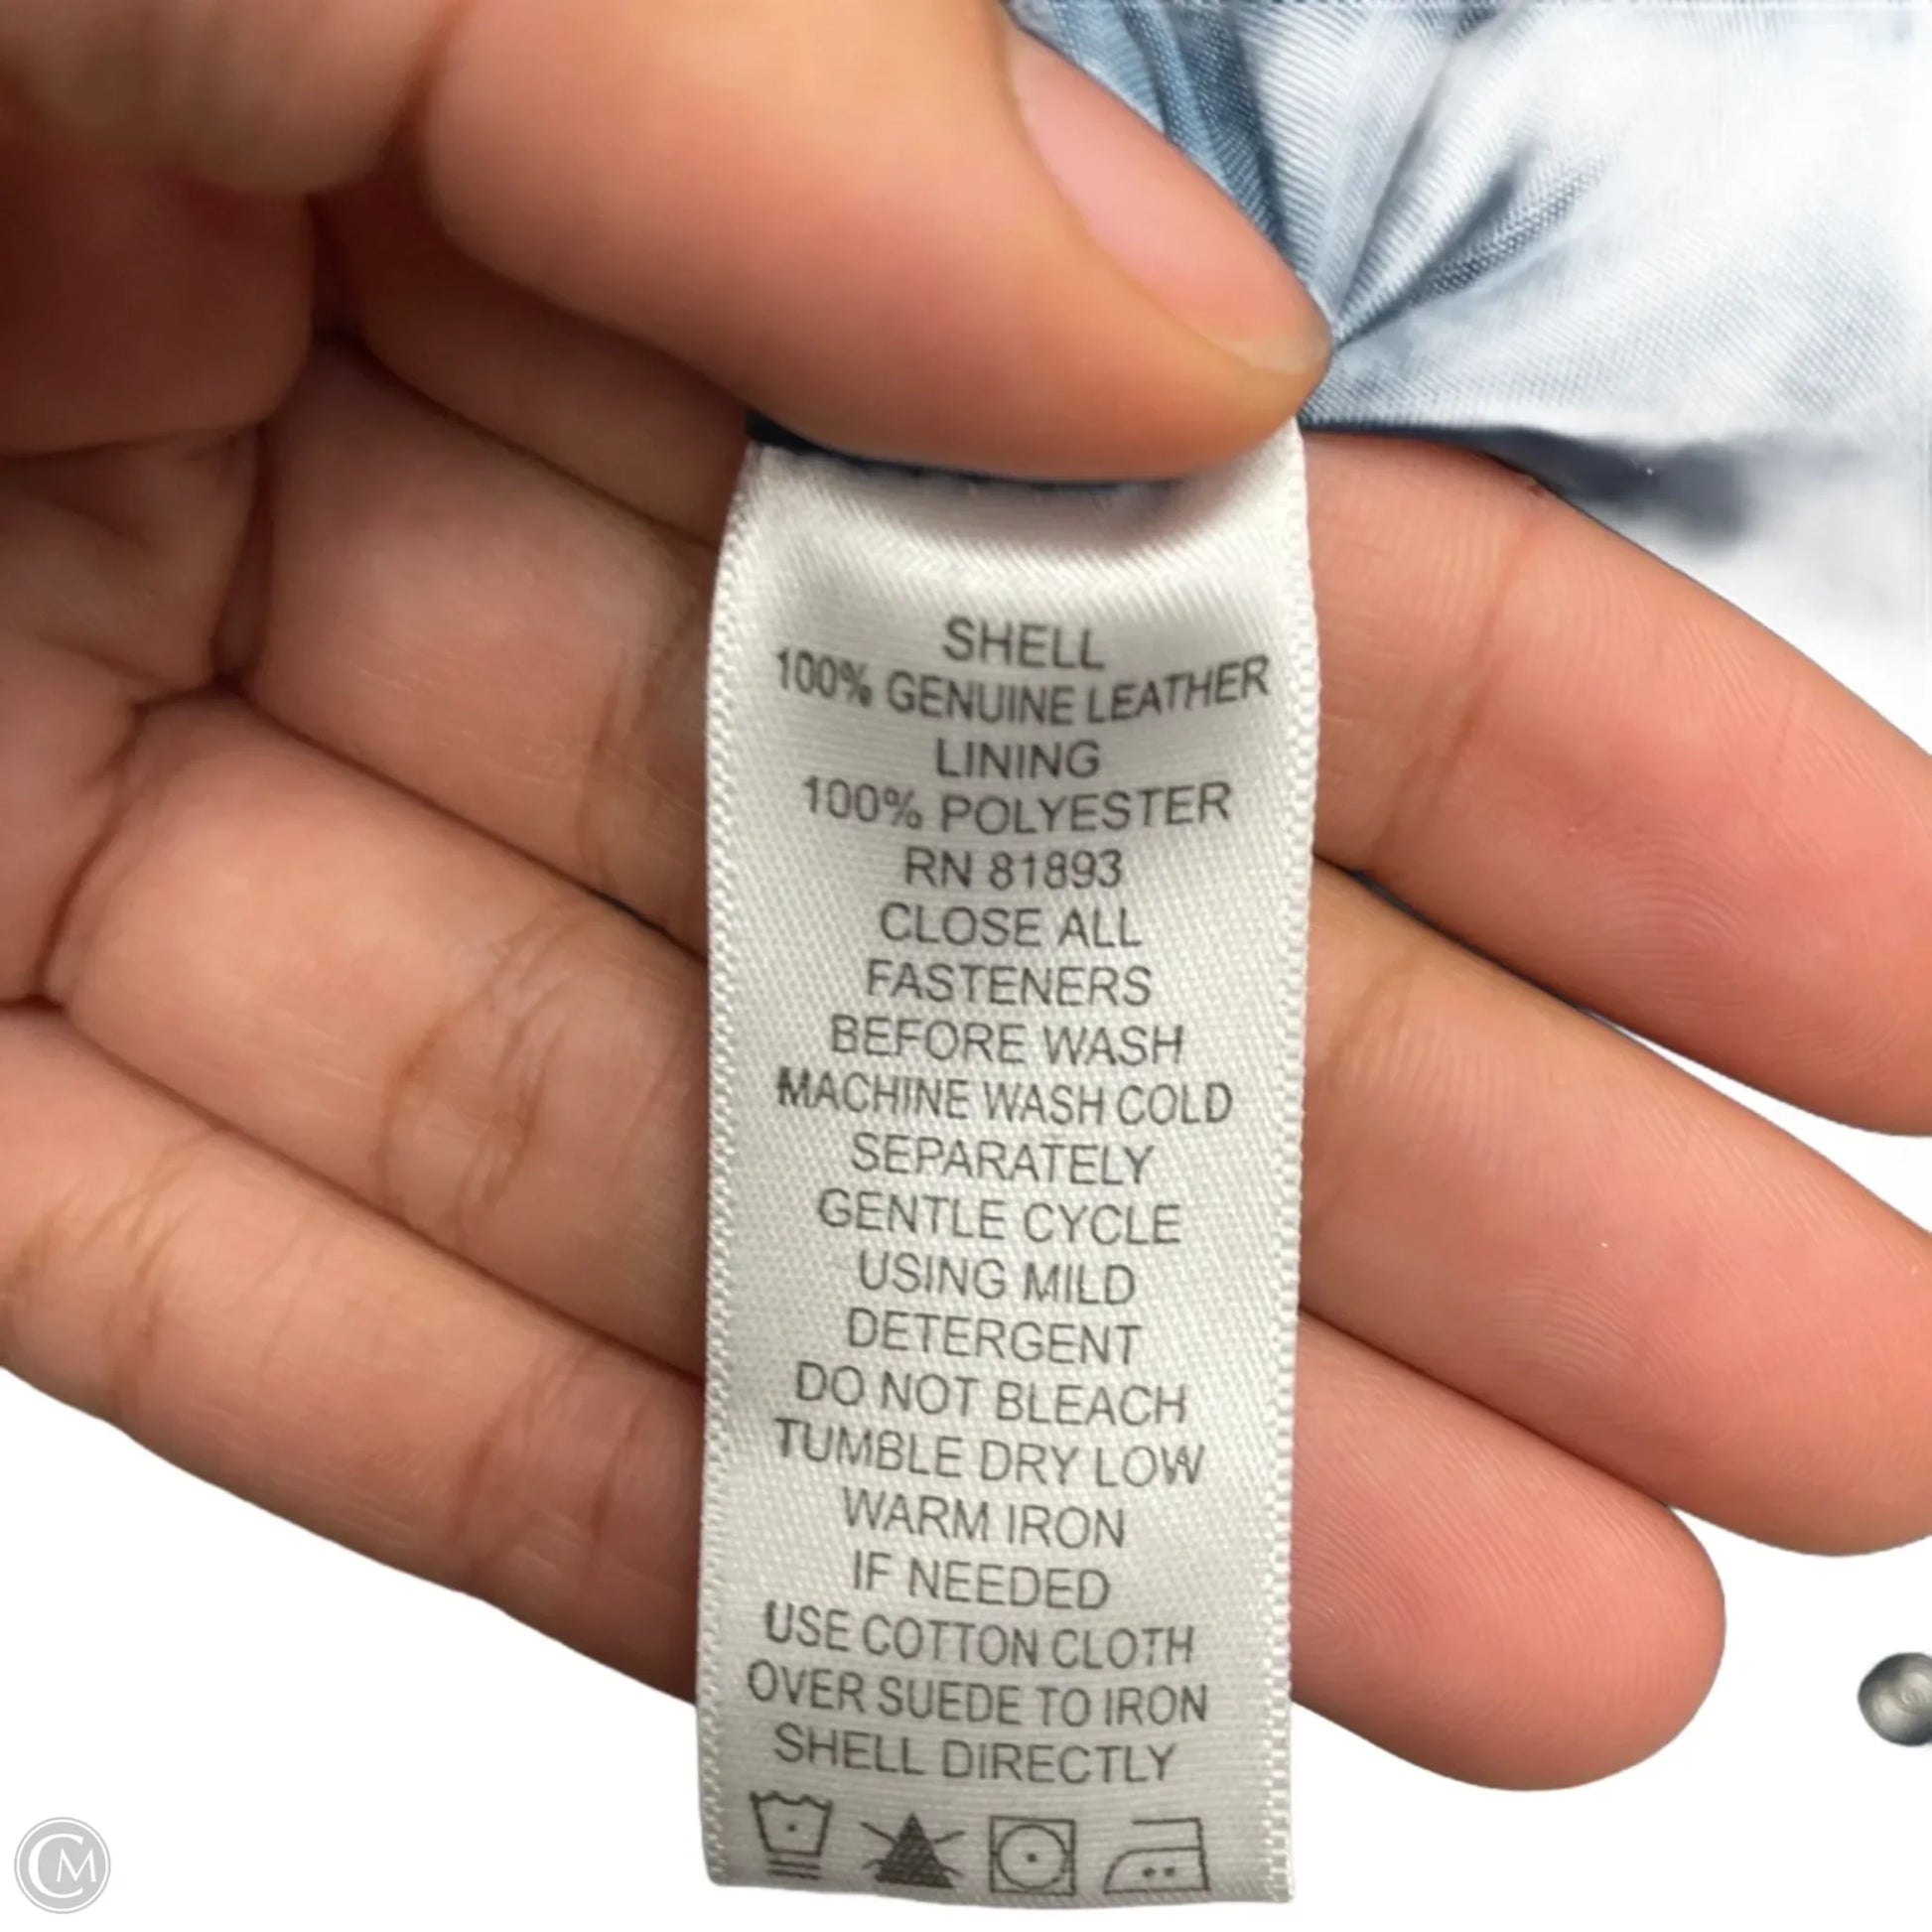 SHELL
100% GENUINE LEATHER
LINING
100% POLYESTER
RN 81893
CLOSE ALL
FASTENERS
BEFORE WASH
MACHINE WASH COLD
SEPARATELY
GENTLE CYCLE
USING MILD
DETERGENT
DO NOT BLEACH
TUMBLE DRY LOW
WARM IRON
IF NEEDED
USE COTTON CLOTH
OVER SUEDE TO IRON
SHELL DIRECTLY
CM